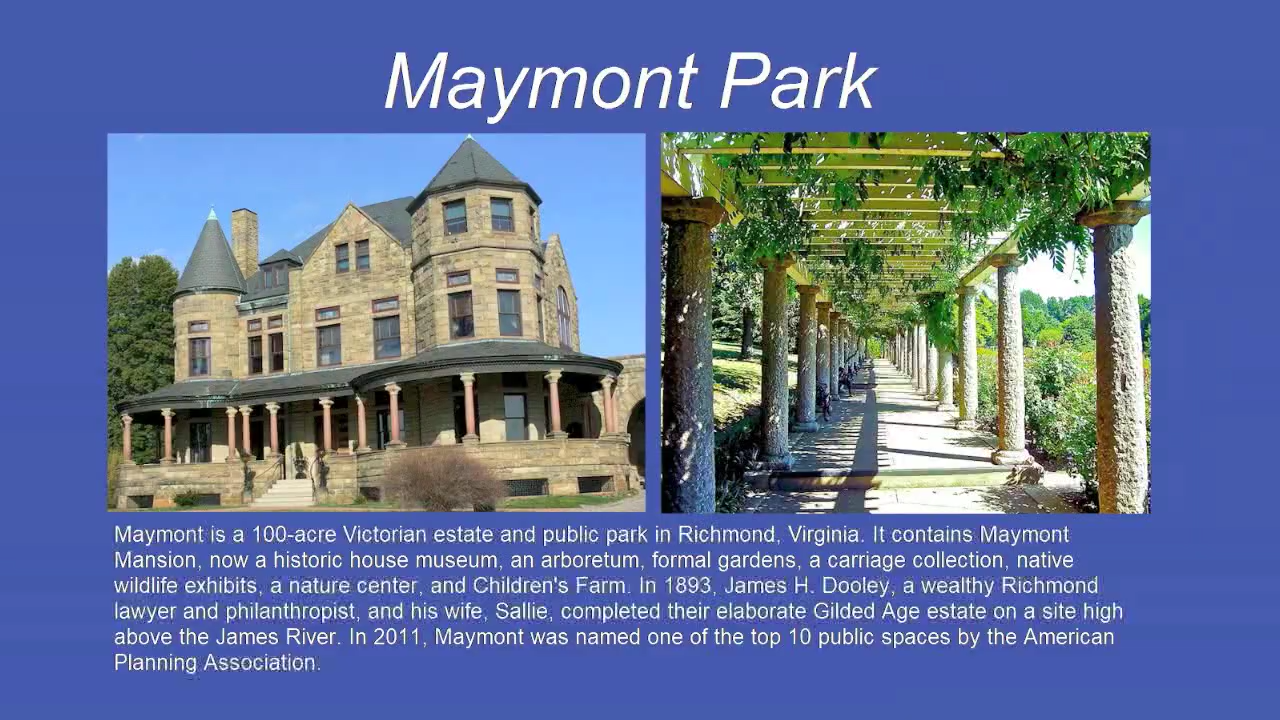 Maymont Park
Maymont is a 100-acre Victorian estate and public park in Richmond, Virginia. It contains Maymont
Mansion, now a historic house museum, an arboretum, formal gardens, a carriage collection, native
wildlife exhibits, a nature center, and Children's Farm. In 1893, James H. Dooley, a wealthy Richmond
lawyer and philanthropist, and his wife, Sallie, completed their elaborate Gilded Age estate on a site high
above the James River. In 2011, Maymont was named one of the top 10 public spaces by the American
Planning Association.